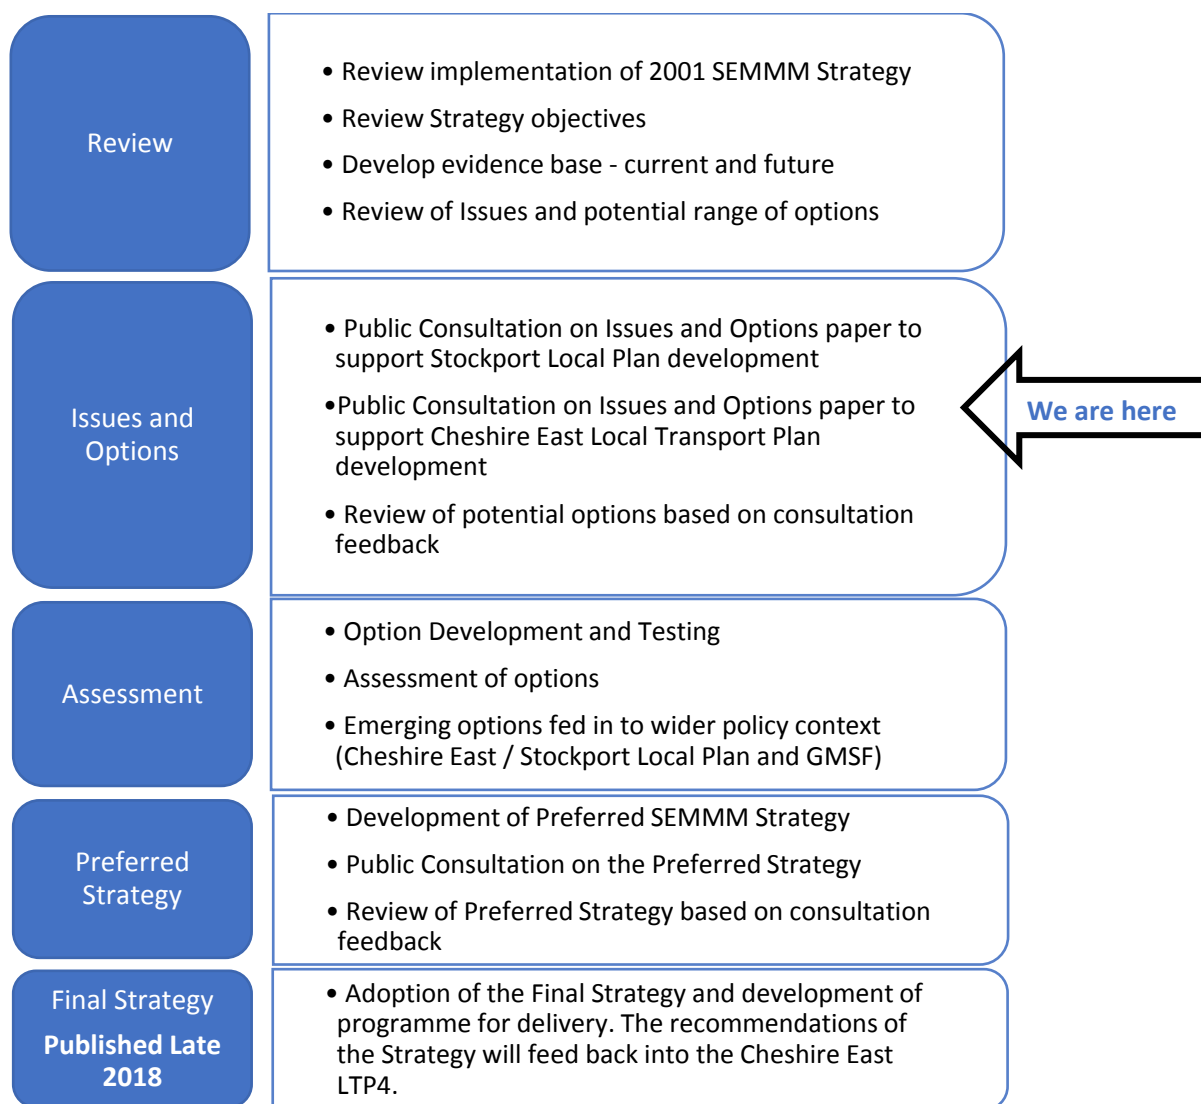 Review
• Review implementation of 2001 SEMMM Strategy
• Review Strategy objectives
• Develop evidence base - current and future
• Review of Issues and potential range of options
Issues and
Options
• Public Consultation on Issues and Options paper to
support Stockport Local Plan development
•Public Consultation on Issues and Options paper to
support Cheshire East Local Transport Plan
development
• Review of potential options based on consultation
feedback
We are here
Assessment
• Option Development and Testing
• Assessment of options
• Emerging options fed in to wider policy context
(Cheshire East / Stockport Local Plan and GMSF)
Preferred
Strategy
• Development of Preferred SEMMM Strategy
• Public Consultation on the Preferred Strategy
• Review of Preferred Strategy based on consultation
feedback
Final Strategy
Published Late
2018
• Adoption of the Final Strategy and development of
programme for delivery. The recommendations of
the Strategy will feed back into the Cheshire East
LTP4.